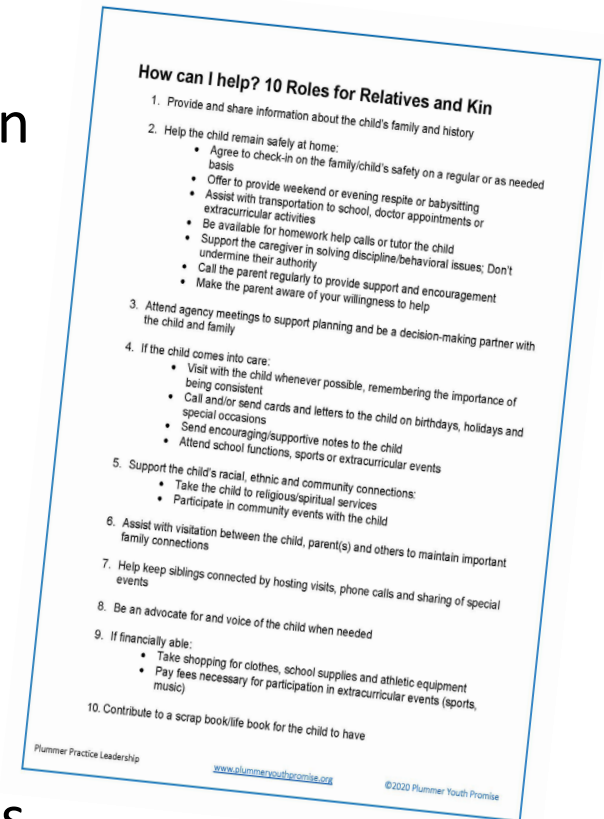 n
How can I help? 10 Roles for Relatives and Kin
1. Provide and share information about the child's family and history
2. Help the child remain safely at home:
• Agree to check-in on the family/child's safety on a regular or as needed
basis
• Offer to provide weekend or evening respite or babysitting
• Assist with transportation to school, doctor appointments or
extracurricular activities
• Be available for homework help calls or tutor the child
• Support the caregiver in solving discipline/behavioral issues; Don't
undermine their authority
• Call the parent regularly to provide support and encouragement
• Make the parent aware of your willingness to help
3. Attend agency meetings to support planning and be a decision-making partner with
the child and family
4. If the child comes into care:
• Visit with the child whenever possible, remembering the importance of
being consistent
• Call and/or send cards and letters to the child on birthdays, holidays and
special occasions
• Send encouraging/supportive notes to the child
• Attend school functions, sports or extracurricular events
5. Support the child's racial, ethnic and community connections:
• Take the child to religious/spiritual services
• Participate in community events with the child
6. Assist with visitation between the child, parent(s) and others to maintain important
family connections
7. Help keep siblings connected by hosting visits, phone calls and sharing of special
events
8. Be an advocate for and voice of the child when needed
9. If financially able:
• Take shopping for clothes, school supplies and athletic equipment
• Pay fees necessary for participation in extracurricular events (sports,
music)
10. Contribute to a scrap book/life book for the child to have
Plummer Practice Leadership
www.plummeryouthpromise.org
©2020 Plummer Youth Promise
s